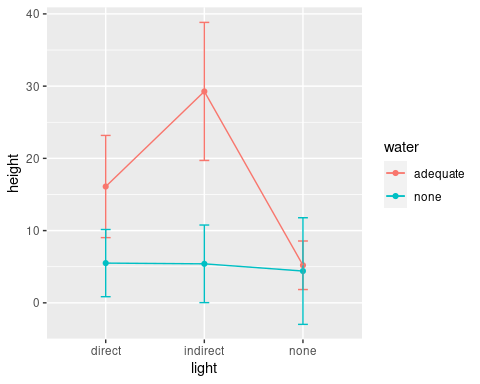 40
30
20
10
0
height
direct
indirect
none
light
water
adequate
none